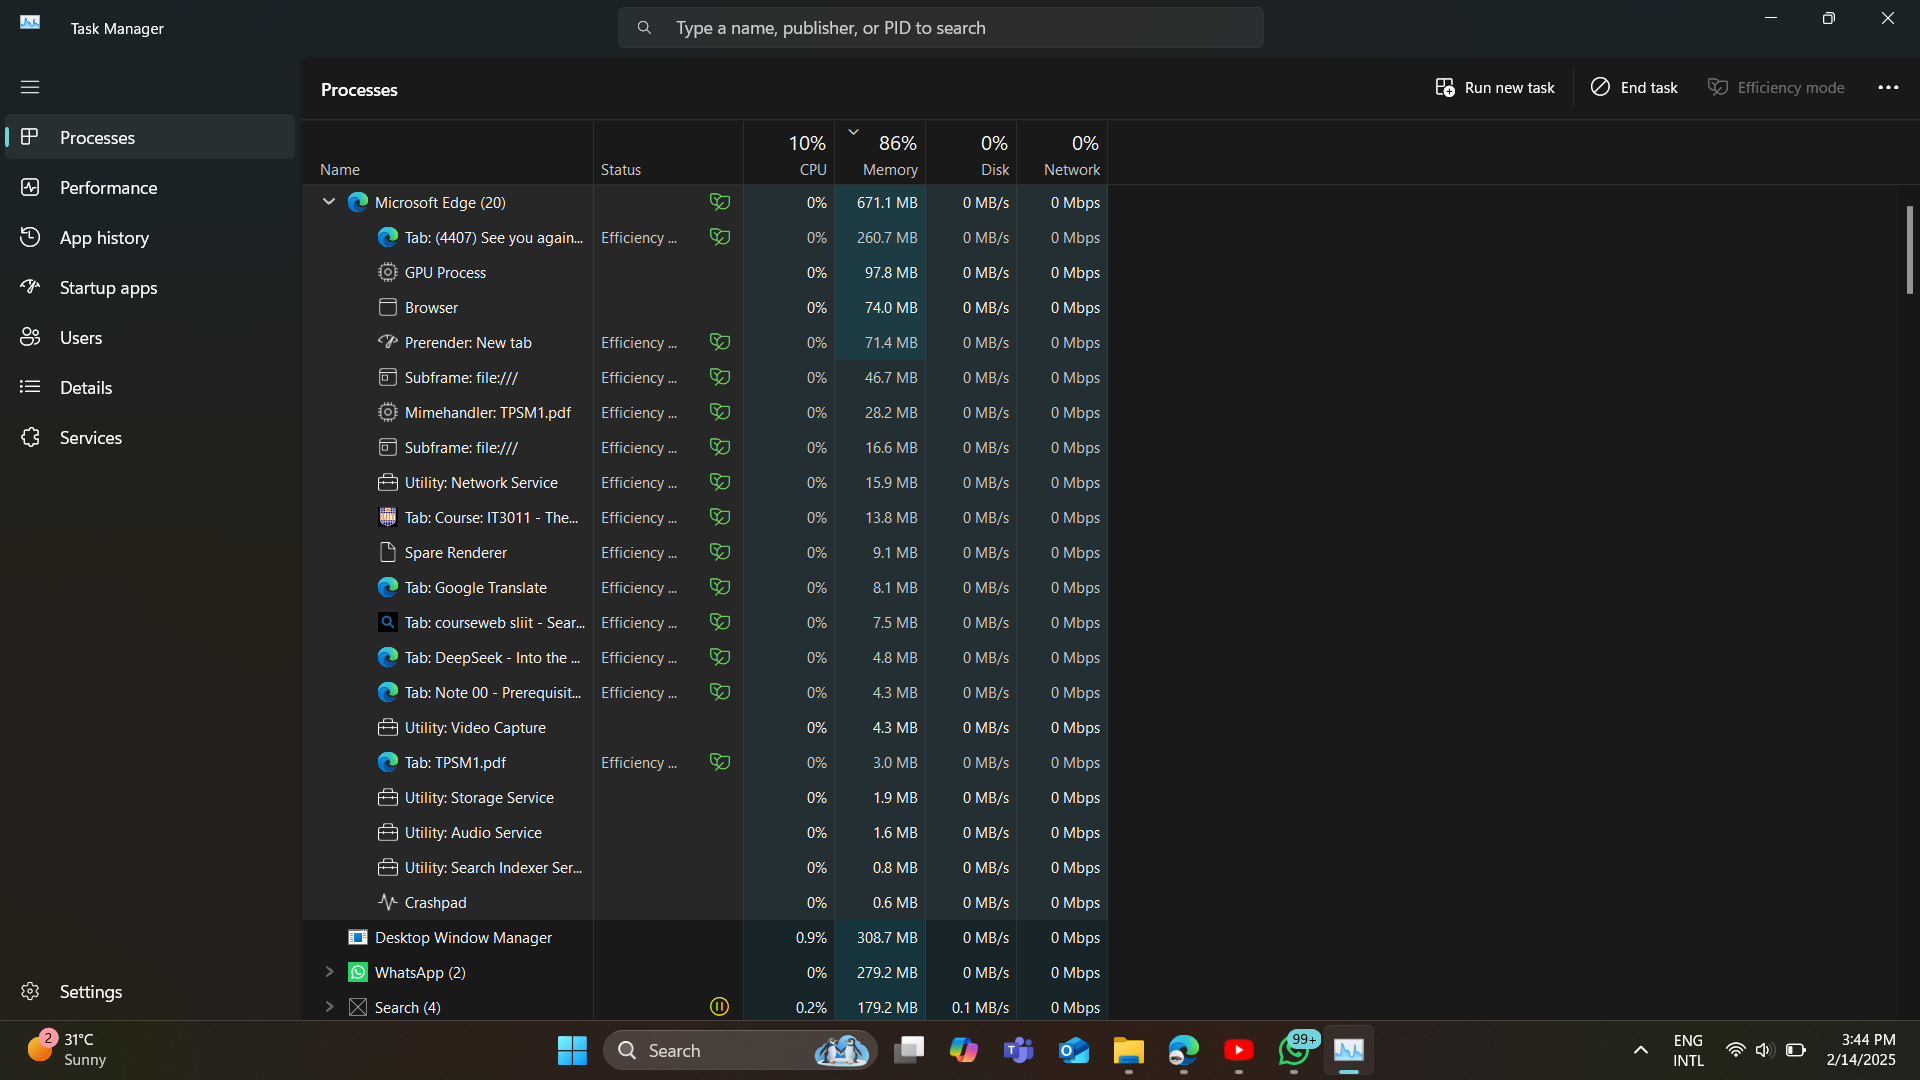 Task Manager
Type a name, publisher, or PID to search
Processes
Run new task
End task
Efficiency mode
Processes
Performance
App history
Startup apps
Users
Details
Services
Settings
10% 86% 0% 0%
Name Status CPU Memory Disk Network
Microsoft Edge (20) 0% 671.1 MB 0 MB/s 0 Mbps
Tab: (4407) See you again... Efficiency ... 0% 260.7 MB 0 MB/s 0 Mbps
GPU Process 0% 97.8 MB 0 MB/s 0 Mbps
Browser 0% 74.0 MB 0 MB/s 0 Mbps
Prerender: New tab Efficiency ... 0% 71.4 MB 0 MB/s 0 Mbps
Subframe: file:/// Efficiency ... 0% 46.7 MB 0 MB/s 0 Mbps
Mimehandler: TPSM1.pdf Efficiency ... 0% 28.2 MB 0 MB/s 0 Mbps
Subframe: file:/// Efficiency ... 0% 16.6 MB 0 MB/s 0 Mbps
Utility: Network Service Efficiency ... 0% 15.9 MB 0 MB/s 0 Mbps
Tab: Course: IT3011 - The... Efficiency ... 0% 13.8 MB 0 MB/s 0 Mbps
Spare Renderer Efficiency ... 0% 9.1 MB 0 MB/s 0 Mbps
Tab: Google Translate Efficiency ... 0% 8.1 MB 0 MB/s 0 Mbps
Tab: courseweb sliit - Sear... Efficiency ... 0% 7.5 MB 0 MB/s 0 Mbps
Tab: DeepSeek - Into the ... Efficiency ... 0% 4.8 MB 0 MB/s 0 Mbps
Tab: Note 00 - Prerequisit... Efficiency ... 0% 4.3 MB 0 MB/s 0 Mbps
Utility: Video Capture 0% 4.3 MB 0 MB/s 0 Mbps
Tab: TPSM1.pdf Efficiency ... 0% 3.0 MB 0 MB/s 0 Mbps
Utility: Storage Service 0% 1.9 MB 0 MB/s 0 Mbps
Utility: Audio Service 0% 1.6 MB 0 MB/s 0 Mbps
Utility: Search Indexer Ser... 0% 0.8 MB 0 MB/s 0 Mbps
Crashpad 0% 0.6 MB 0 MB/s 0 Mbps
Desktop Window Manager 0.9% 308.7 MB 0 MB/s 0 Mbps
WhatsApp (2) 0% 279.2 MB 0 MB/s 0 Mbps
Search (4) 0.2% 179.2 MB 0.1 MB/s 0 Mbps
2
31°C
Sunny
Search
99+
ENG
INTL
3:44 PM
2/14/2025